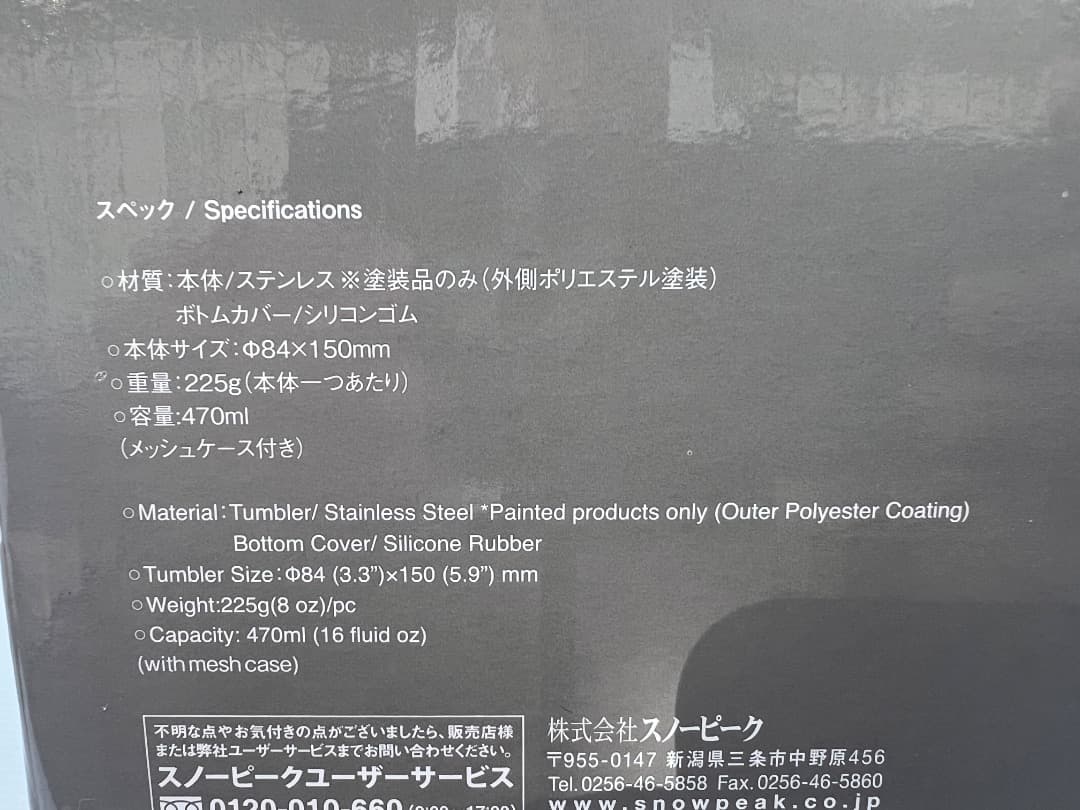 スペック / Specifications
○材質：本体/ステンレス ※塗装品のみ（外側ポリエステル塗装）
ボトムカバー/シリコンゴム
○本体サイズ：Φ84×150mm
○重量：225g（本体一つあたり）
○容量:470ml
（メッシュケース付き）
○Material：Tumbler/ Stainless Steel *Painted products only (Outer Polyester Coating)
Bottom Cover/ Silicone Rubber
○Tumbler Size：Φ84 (3.3”)×150 (5.9”) mm
○Weight:225g(8 oz)/pc
○Capacity: 470ml (16 fluid oz)
(with mesh case)
不明な点やお気付きの点がございましたら、販売店様
または弊社ユーザーサービスまでお問い合わせください。
スノーピークユーザーサービス
0120-010-660
株式会社スノーピーク
〒955-0147 新潟県三条市中野原456
Tel.0256-46-5858 Fax.0256-46-5860
www.snowpeak.co.jp